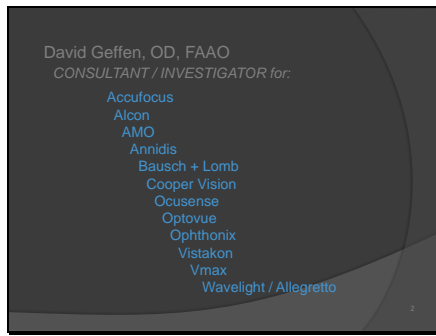 David Geffen, OD, FAAO
CONSULTANT / INVESTIGATOR for:
Accufocus
Alcon
AMO
Annidis
Bausch + Lomb
Cooper Vision
Ocusense
Optovue
Ophthonix
Vistakon
Vmax
Wavelight / Allegretto
2